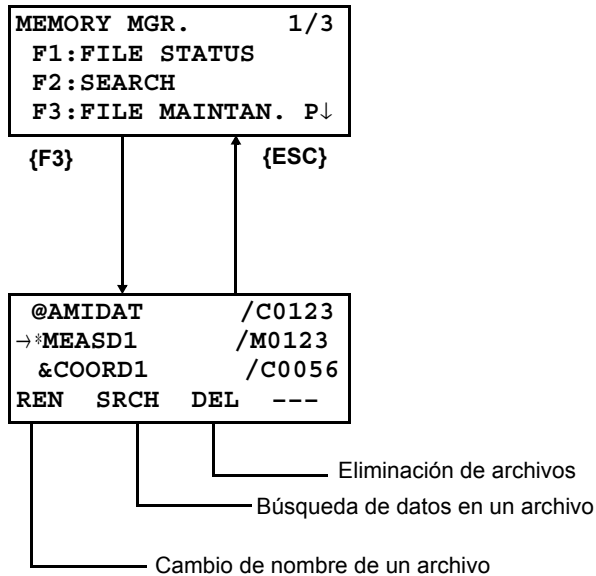 MEMORY MGR. 1/3
F1:FILE STATUS
F2:SEARCH
F3:FILE MAINTAN. P↓
{F3} {ESC}
@AMIDAT /C0123
→*MEASD1 /M0123
&COORD1 /C0056
REN SRCH DEL ---
Eliminación de archivos
Búsqueda de datos en un archivo
Cambio de nombre de un archivo